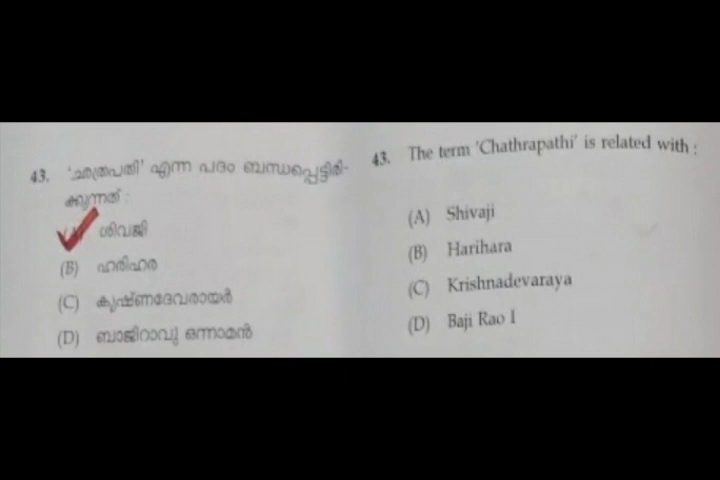 43. 'ഛത്രപതി' എന്ന പദം ബന്ധപ്പെട്ടിരി-
ക്കുന്നത് :
(A) ശിവജി
(B) ഹരിഹര
(C) കൃഷ്ണദേവരായർ
(D) ബാജിറാവു ഒന്നാമൻ
43. The term 'Chathrapathi' is related with :
(A) Shivaji
(B) Harihara
(C) Krishnadevaraya
(D) Baji Rao I